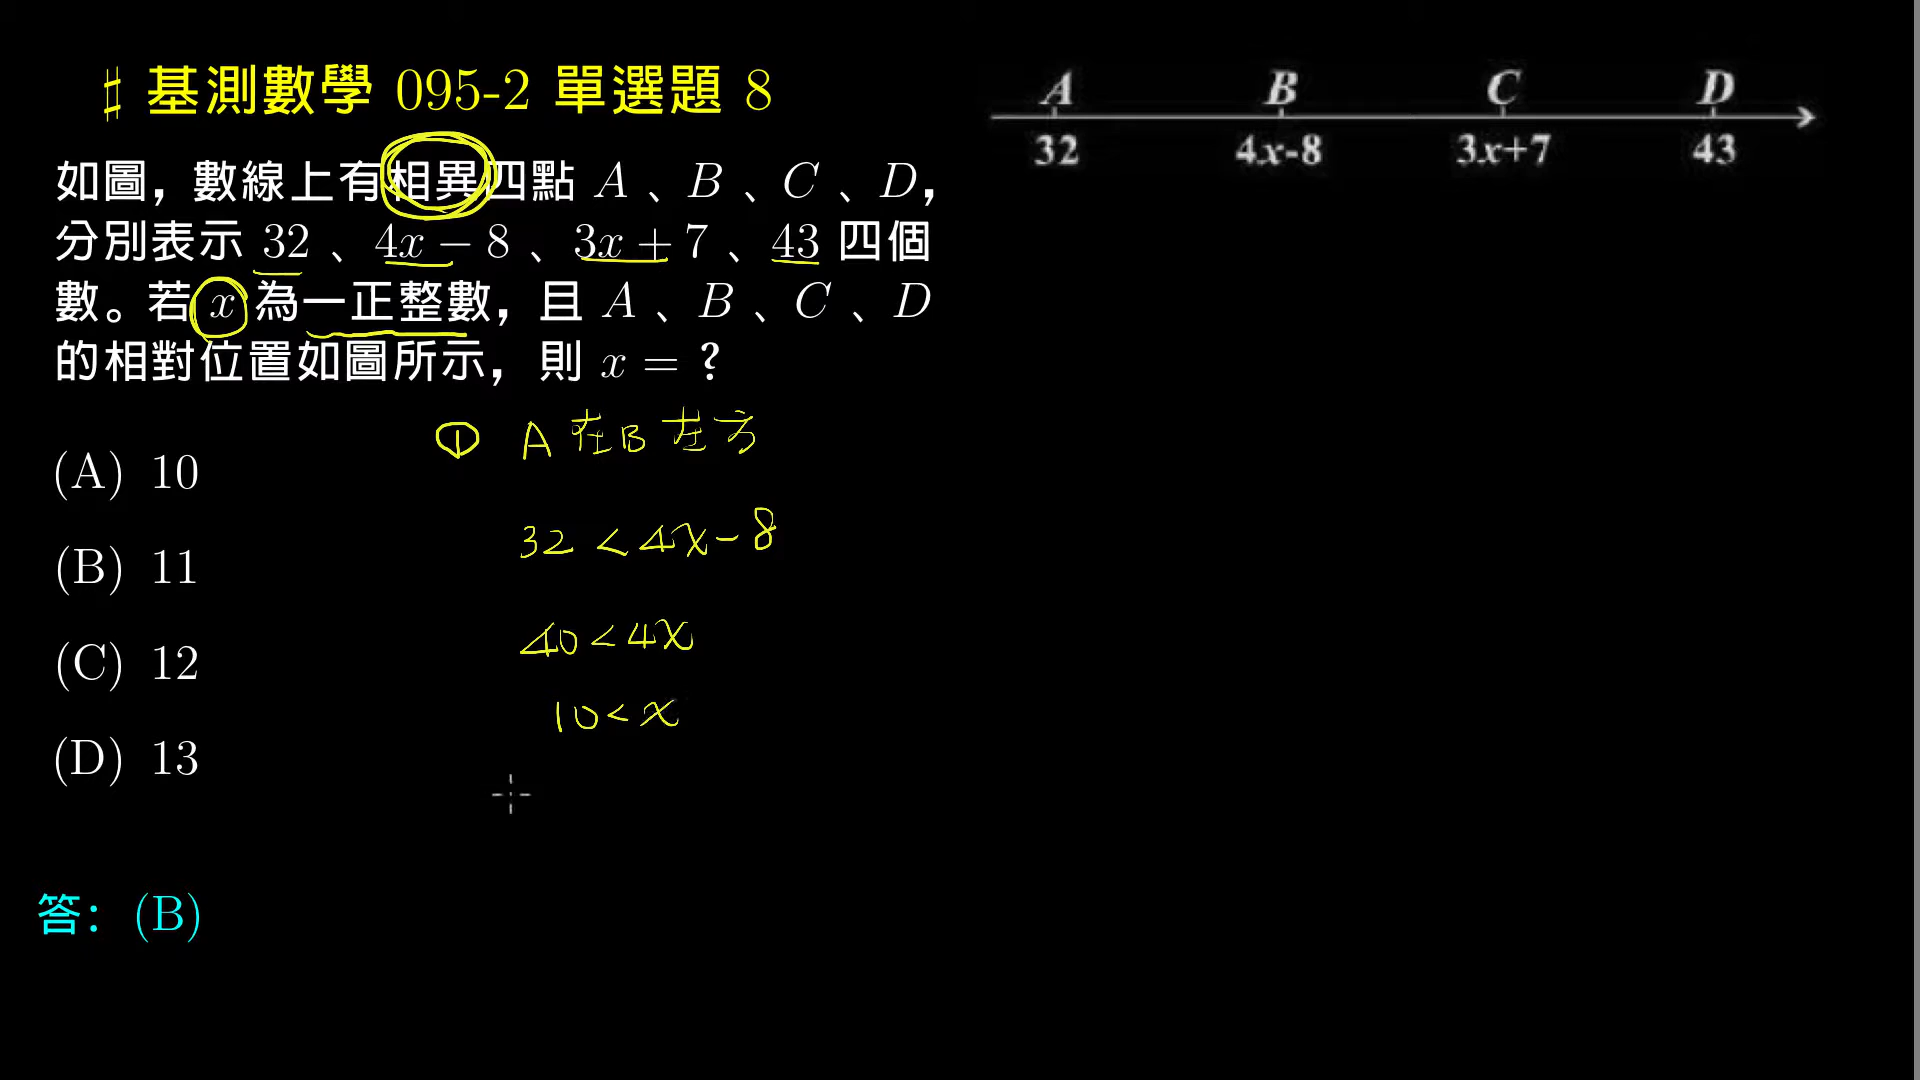 ♯ 基測數學 095-2 單選題 8
如圖，數線上有相異四點 A 、B 、C 、D，
分別表示 32 、4x − 8 、3x + 7 、43 四個
數。若 x 為一正整數，且 A 、B 、C 、D
的相對位置如圖所示，則 x = ？
A B C D
32 4x-8 3x+7 43
(A) 10
(B) 11
(C) 12
(D) 13
① A 在 B 左方
32 < 4x - 8
40 < 4x
10 < x
答：(B)